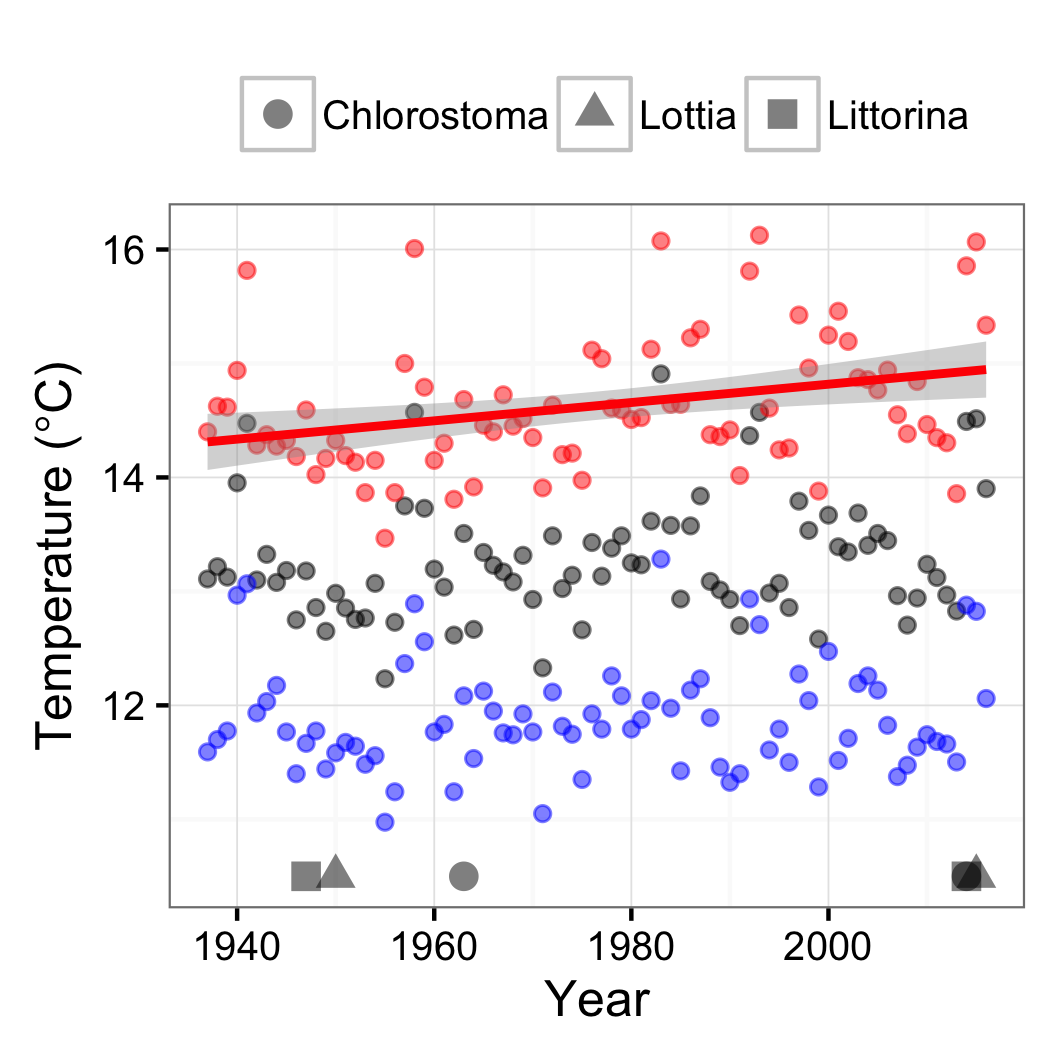 Chlorostoma Lottia Littorina
16
14
12
Temperature (°C)
1940 1960 1980 2000
Year